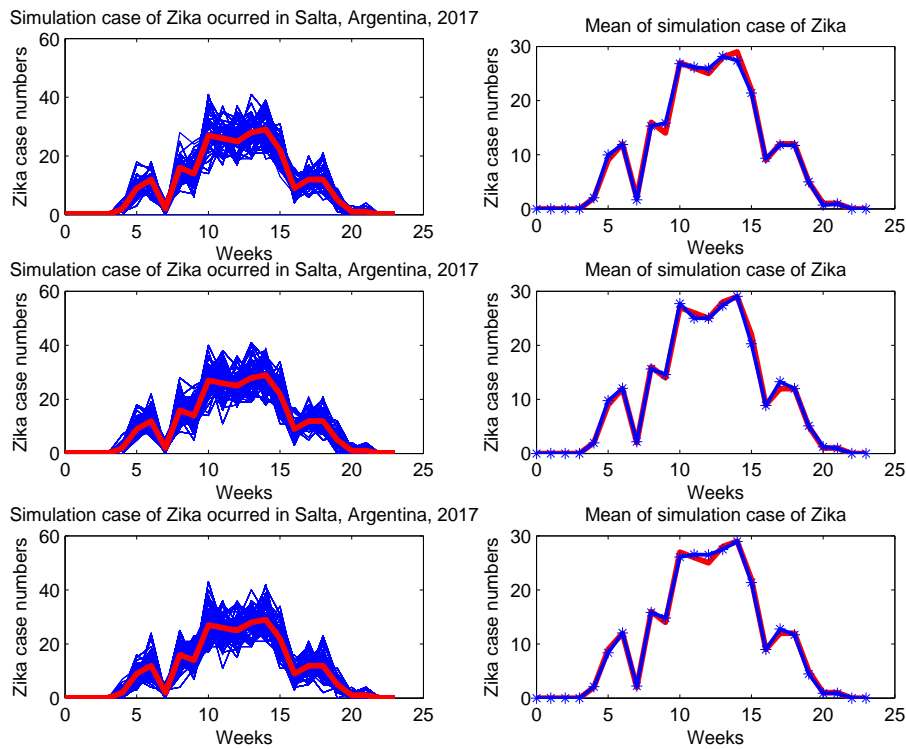 Simulation case of Zika ocurred in Salta, Argentina, 2017
60
40
20
0
Zika case numbers
0 5 10 15 20 25
Weeks
Mean of simulation case of Zika
30
20
10
0
Zika case numbers
0 5 10 15 20 25
Weeks
Simulation case of Zika ocurred in Salta, Argentina, 2017
60
40
20
0
Zika case numbers
0 5 10 15 20 25
Weeks
Mean of simulation case of Zika
30
20
10
0
Zika case numbers
0 5 10 15 20 25
Weeks
Simulation case of Zika ocurred in Salta, Argentina, 2017
60
40
20
0
Zika case numbers
0 5 10 15 20 25
Weeks
Mean of simulation case of Zika
30
20
10
0
Zika case numbers
0 5 10 15 20 25
Weeks